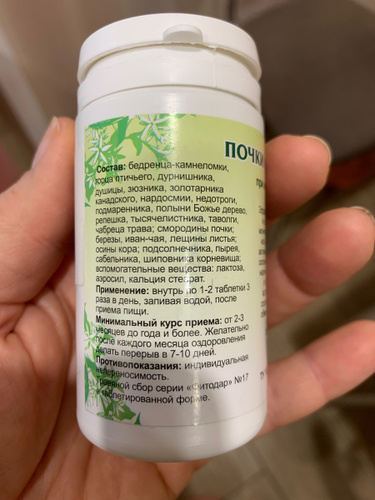 Состав: бедренца-камнеломки,
горца птичьего, дурнишника,
душицы, зюзника, золотарника
канадского, нардосмии, недотроги,
подмаренника, полыни Божье дерево,
репешка, тысячелистника, таволги,
чабреца трава; смородины почки;
березы, иван-чая, лещины листья;
осины кора; подсолнечника, пырея,
сабельника, шиповника корневища;
вспомогательные вещества: лактоза,
аэросил, кальция стеарат.
Применение: внутрь по 1-2 таблетки 3
раза в день, запивая водой, после
приема пищи.
Минимальный курс приема: от 2-3
месяцев до года и более. Желательно
после каждого месяца оздоровления
делать перерыв в 7-10 дней.
Противопоказания: индивидуальная
непереносимость.
Травяной сбор серии «Фитодар» №17
в таблетированной форме.
ПОЧКИ